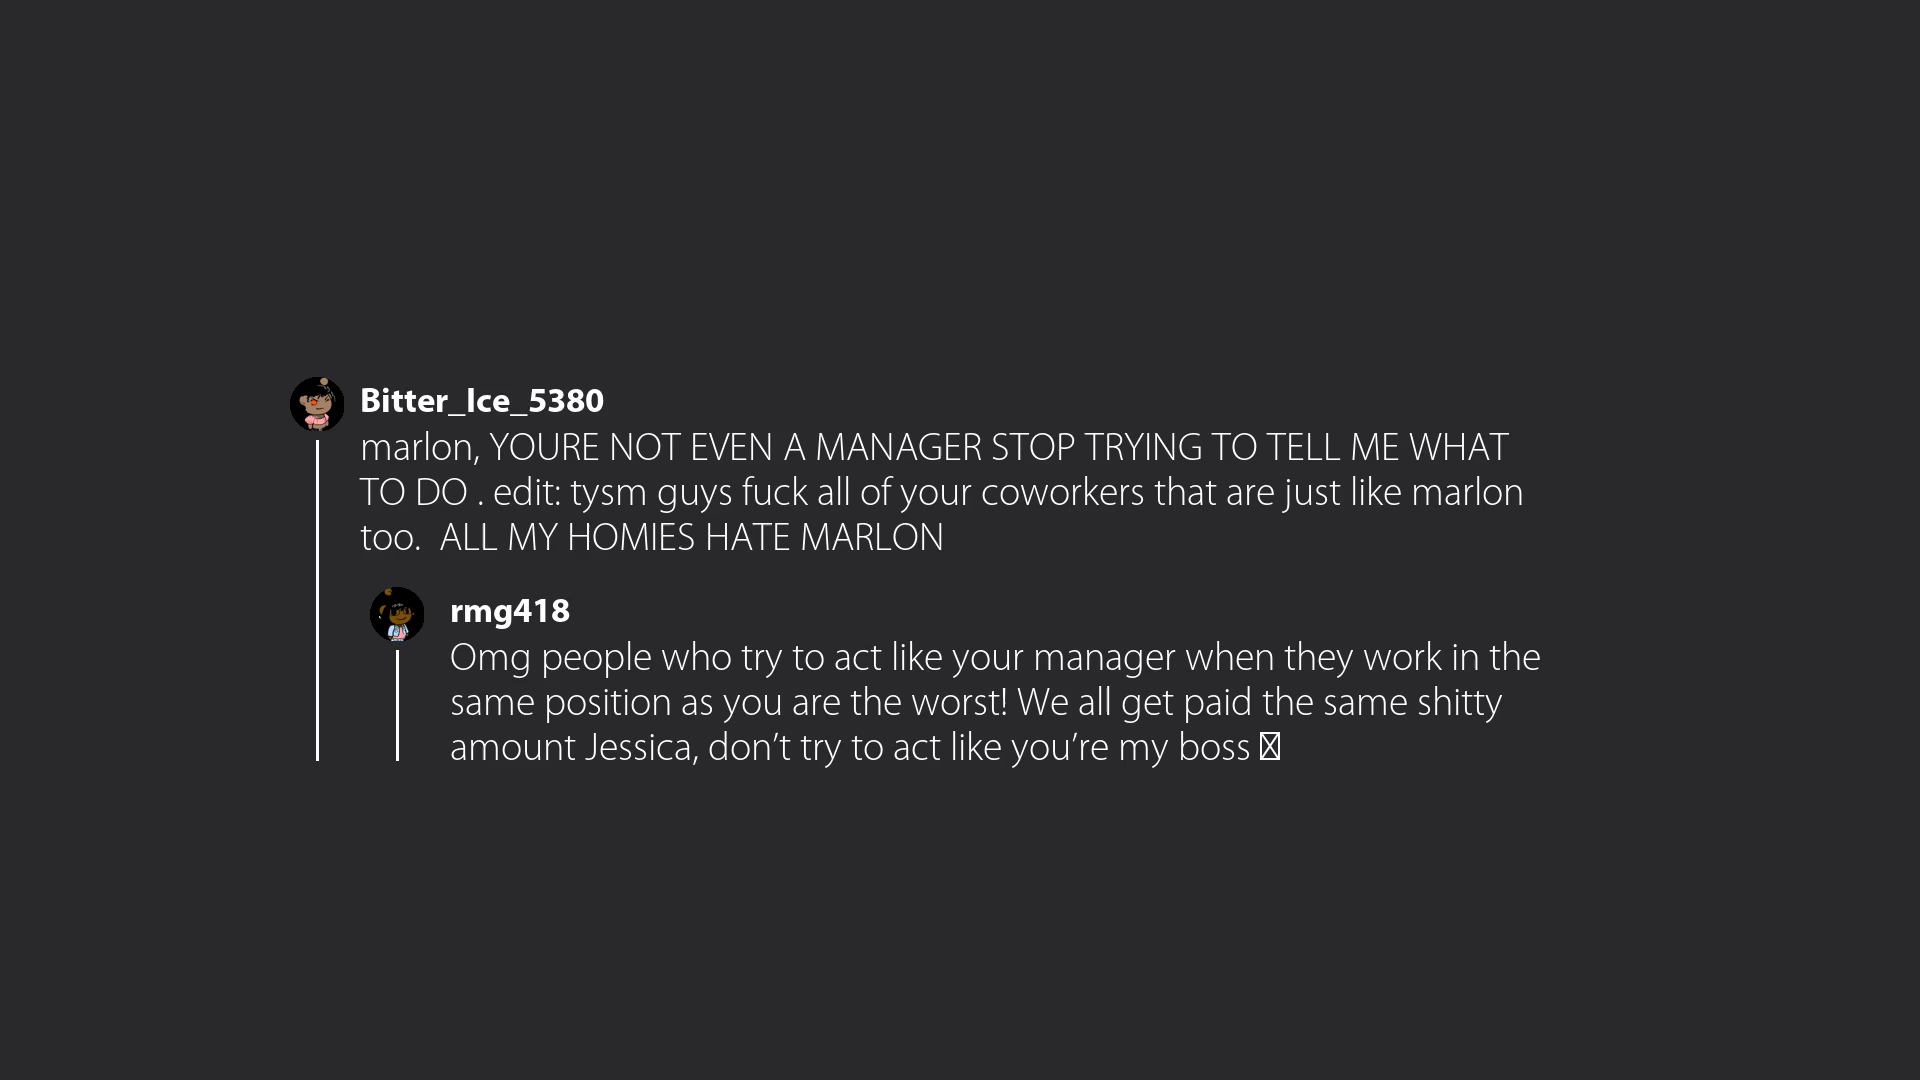 Bitter_Ice_5380
marlon, YOURE NOT EVEN A MANAGER STOP TRYING TO TELL ME WHAT
TO DO . edit: tysm guys fuck all of your coworkers that are just like marlon
too.  ALL MY HOMIES HATE MARLON
rmg418
Omg people who try to act like your manager when they work in the
same position as you are the worst! We all get paid the same shitty
amount Jessica, don’t try to act like you’re my boss